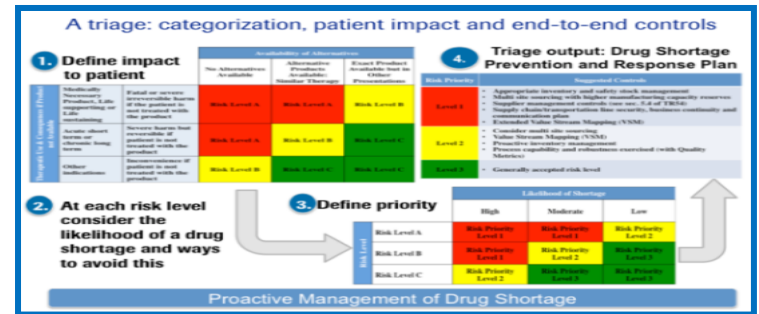 A triage: categorization, patient impact and end-to-end controls
1. Define impact
to patient
Availability of Alternatives
No Alternatives
Available
Alternative
Products
Available:
Similar Therapy
Exact Product
Available but in
Other
Presentations
Therapeutic Use & Consequences if Product
not Available
Medically
Necessary
Product, Life
supporting or
Life
sustaining
Fatal or severe
irreversible harm
if the patient is
not treated with
the product
Risk Level A
Risk Level A
Risk Level B
Acute short
term or
chronic long
term
Severe harm but
reversible if
patient is not
treated with the
product
Risk Level A
Risk Level B
Risk Level C
Other
indications
Inconvenience if
patient is not
treated with the
product
Risk Level B
Risk Level C
Risk Level C
4. Triage output: Drug Shortage
Prevention and Response Plan
Risk Priority
Suggested Controls
Level 1
• Appropriate inventory and safety stock management
• Multi site sourcing with higher manufacturing capacity reserves
• Supplier management controls (see sec. 5.4 of TR54)
• Supply chain/transportation line security, business continuity and
communication plan
• Extended Value Stream Mapping (VSM)
Level 2
• Consider multi site sourcing
• Value Stream Mapping (VSM)
• Proactive inventory management
• Process capability and robustness exercised (with Quality
Metrics)
Level 3
• Generally accepted risk level
2. At each risk level
consider the
likelihood of a drug
shortage and ways
to avoid this
3. Define priority
Likelihood of Shortage
High
Moderate
Low
Risk Level
Risk Level A
Risk Priority
Level 1
Risk Priority
Level 1
Risk Priority
Level 2
Risk Level B
Risk Priority
Level 1
Risk Priority
Level 2
Risk Priority
Level 3
Risk Level C
Risk Priority
Level 2
Risk Priority
Level 3
Risk Priority
Level 3
Proactive Management of Drug Shortage